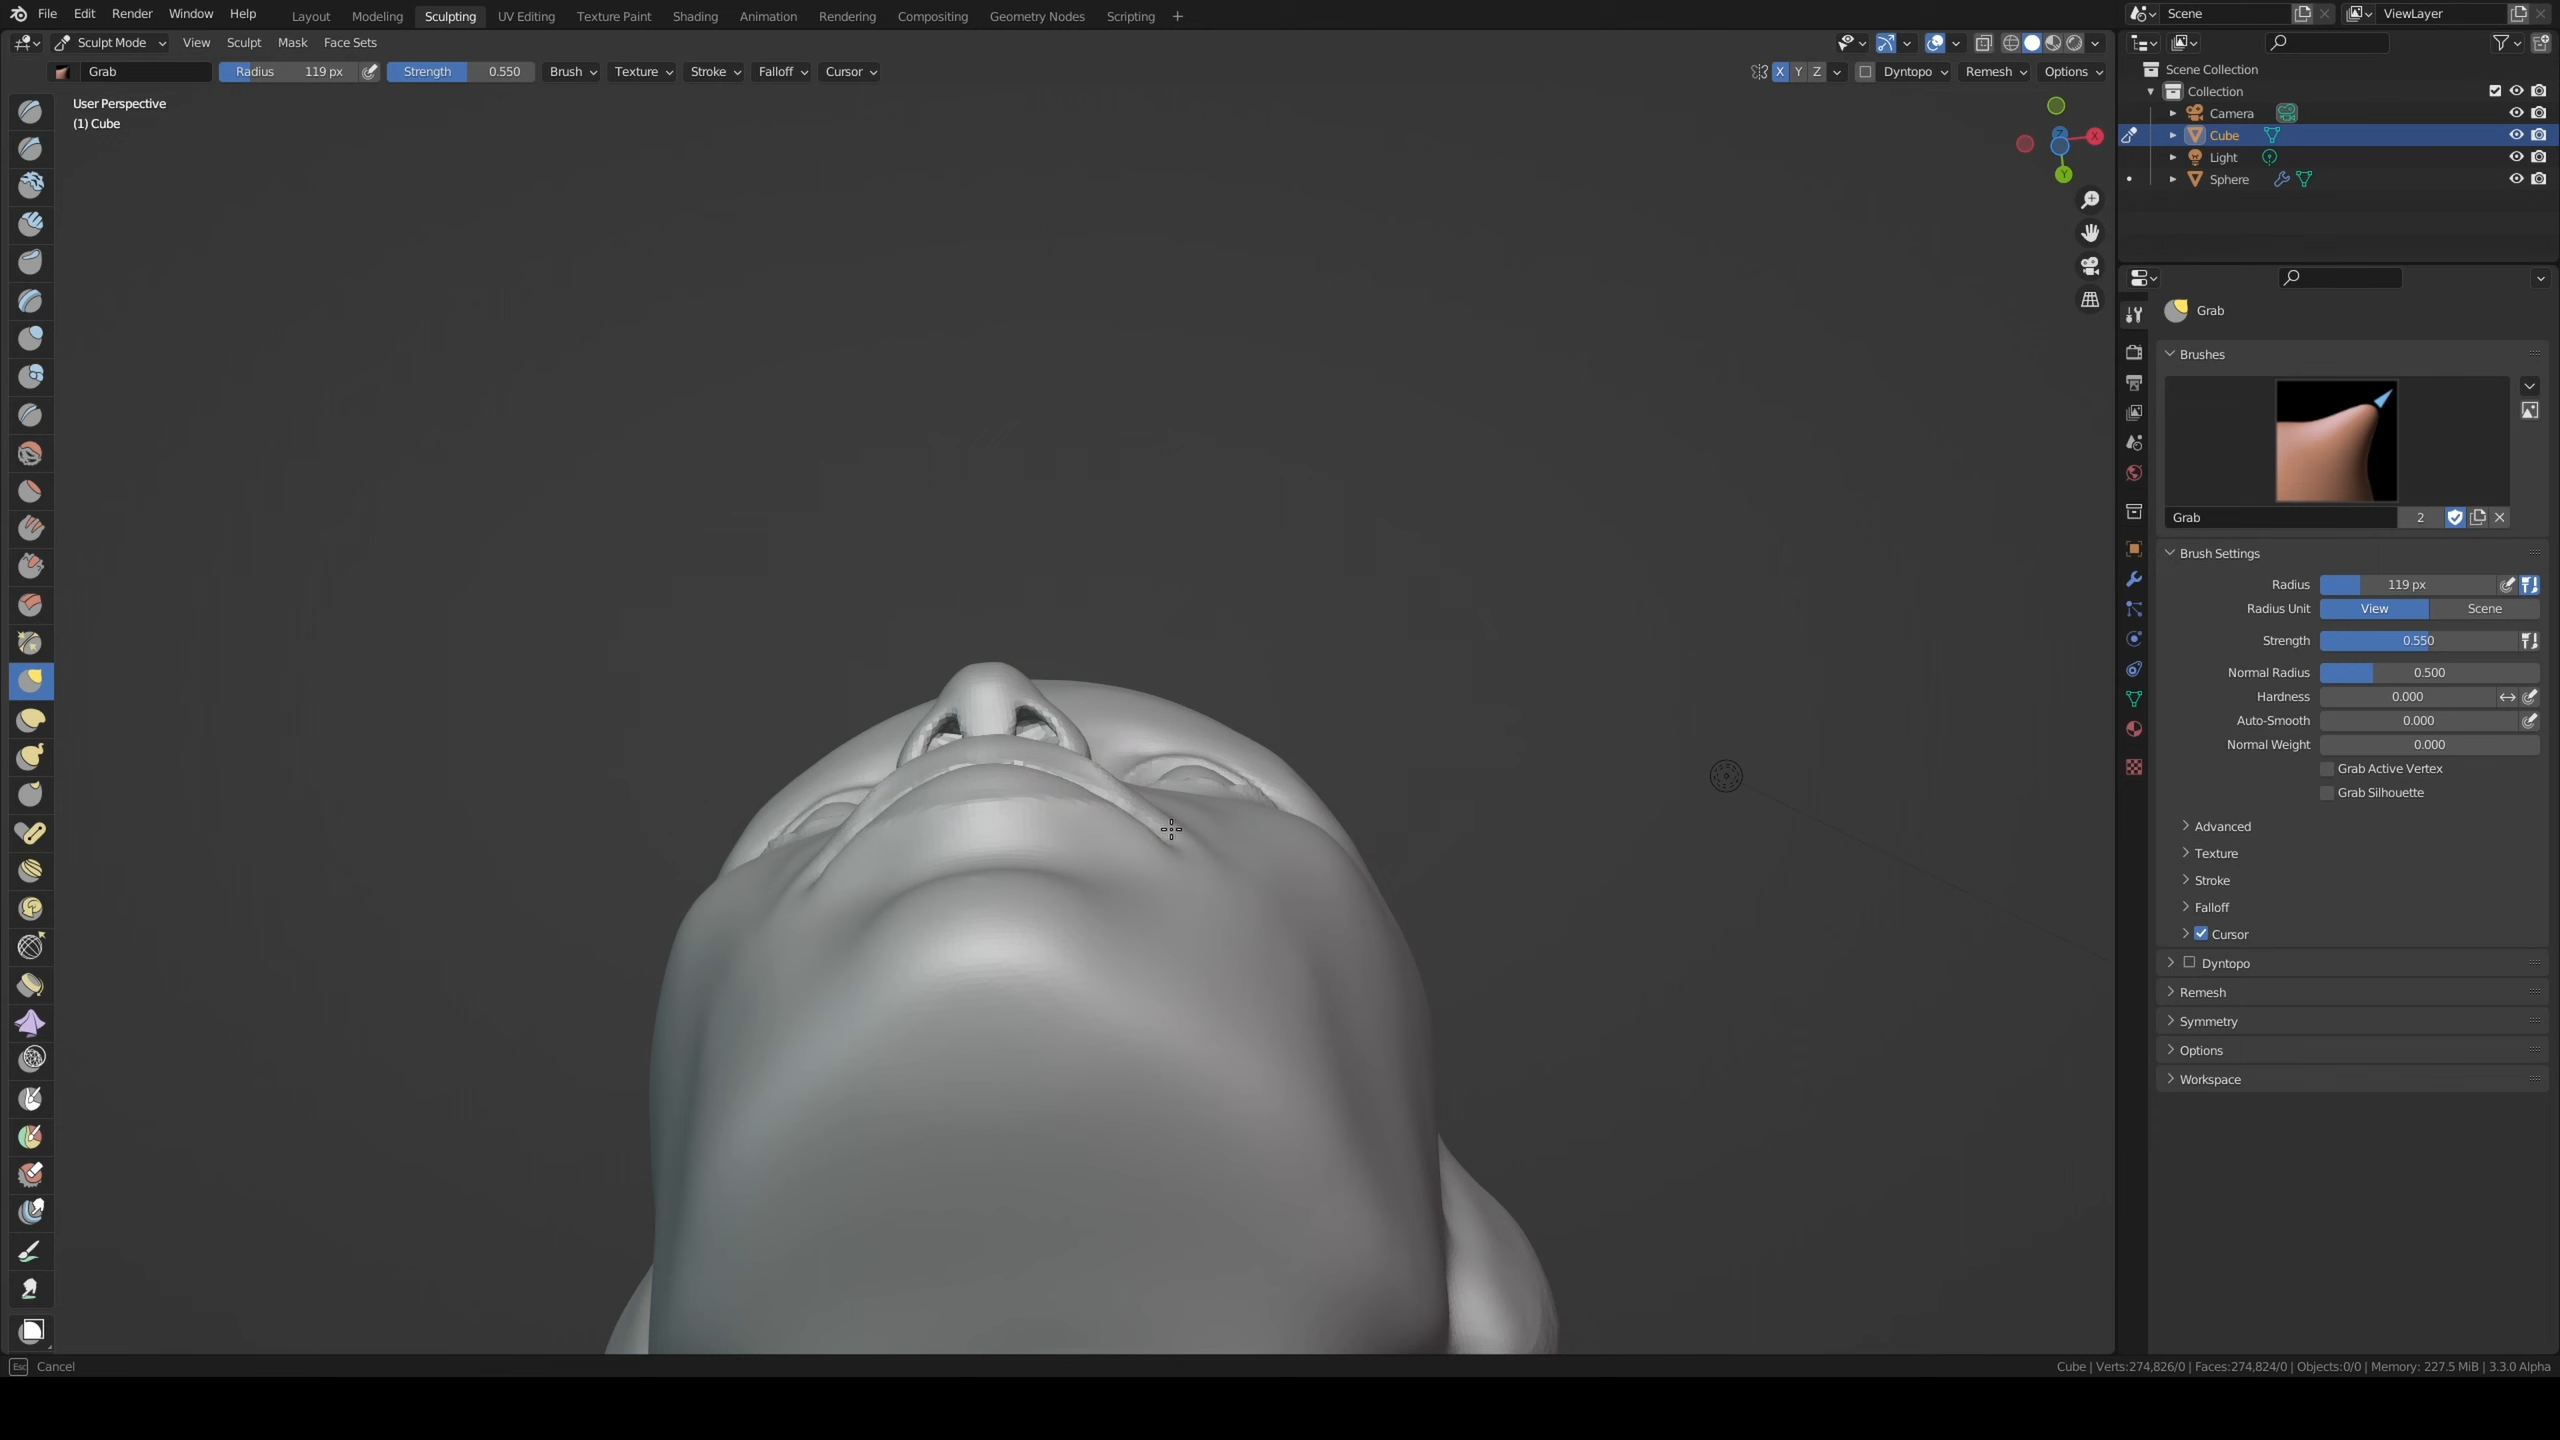 File Edit Render Window Help Layout Modeling Sculpting UV Editing Texture Paint Shading Animation Rendering Compositing Geometry Nodes Scripting + Scene ViewLayer
Sculpt Mode View Sculpt Mask Face Sets
Grab Radius 119 px Strength 0.550 Brush Texture Stroke Falloff Cursor X Y Z Dyntopo Remesh Options
User Perspective
(1) Cube
Z
X
Y
Scene Collection
Collection
Camera
Cube
Light
Sphere
Grab
Brushes
Grab 2
Brush Settings
Radius 119 px
Radius Unit View Scene
Strength 0.550
Normal Radius 0.500
Hardness 0.000
Auto-Smooth 0.000
Normal Weight 0.000
Grab Active Vertex
Grab Silhouette
Advanced
Texture
Stroke
Falloff
Cursor
Dyntopo
Remesh
Symmetry
Options
Workspace
Esc Cancel
Cube | Verts:274,826/0 | Faces:274,824/0 | Objects:0/0 | Memory: 227.5 MiB | 3.3.0 Alpha